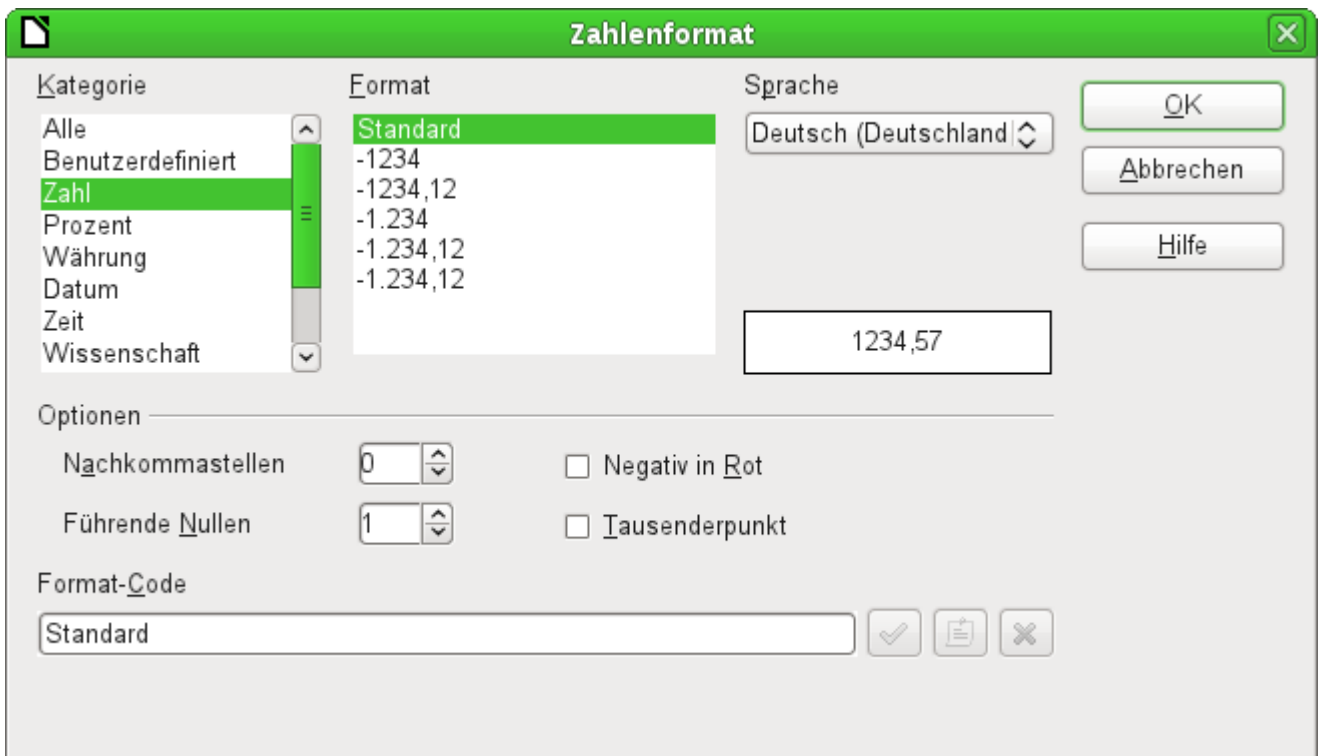 Zahlenformat
Kategorie
Alle
Benutzerdefiniert
Zahl
Prozent
Währung
Datum
Zeit
Wissenschaft
Format
Standard
-1234
-1234,12
-1.234
-1.234,12
-1.234,12
Sprache
Deutsch (Deutschland
1234,57
OK
Abbrechen
Hilfe
Optionen
Nachkommastellen 0
Negativ in Rot
Führende Nullen 1
Tausenderpunkt
Format-Code
Standard